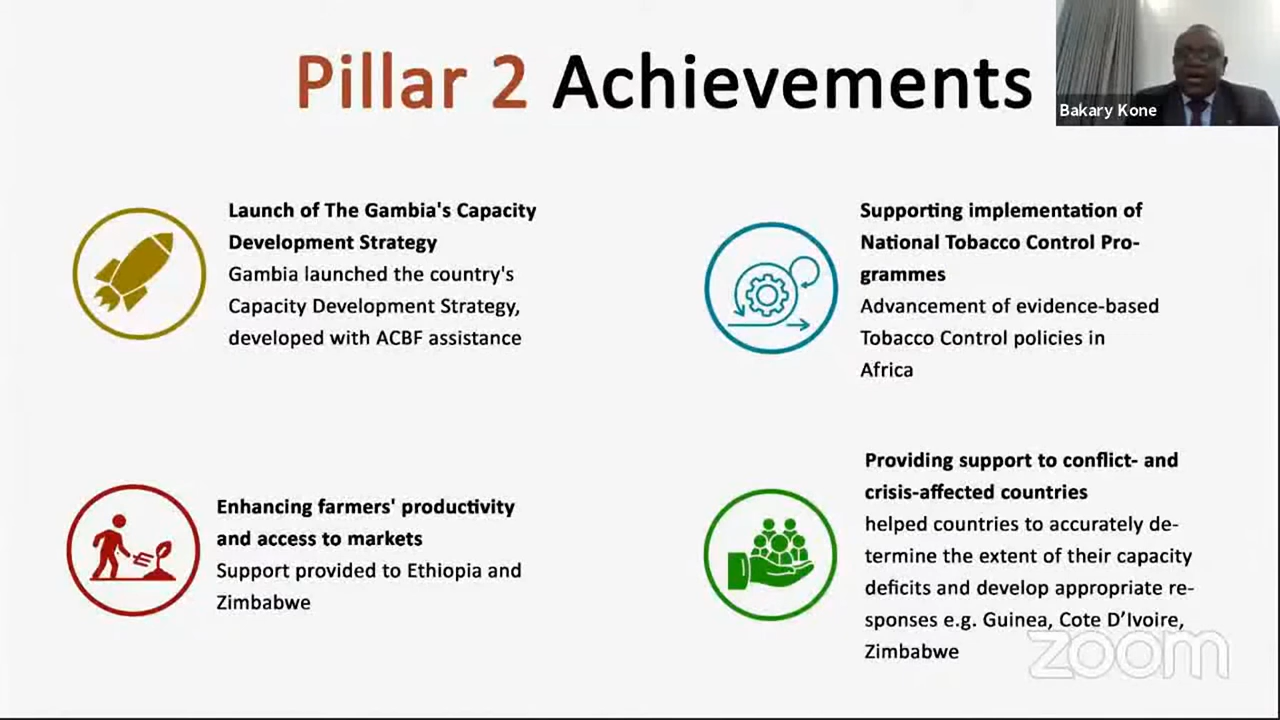 Pillar 2 Achievements
Bakary Kone
Launch of The Gambia's Capacity
Development Strategy
Gambia launched the country's
Capacity Development Strategy,
developed with ACBF assistance
Supporting implementation of
National Tobacco Control Pro-
grammes
Advancement of evidence-based
Tobacco Control policies in
Africa
Enhancing farmers' productivity
and access to markets
Support provided to Ethiopia and
Zimbabwe
Providing support to conflict- and
crisis-affected countries
helped countries to accurately de-
termine the extent of their capacity
deficits and develop appropriate re-
sponses e.g. Guinea, Cote D’Ivoire,
Zimbabwe
zoom